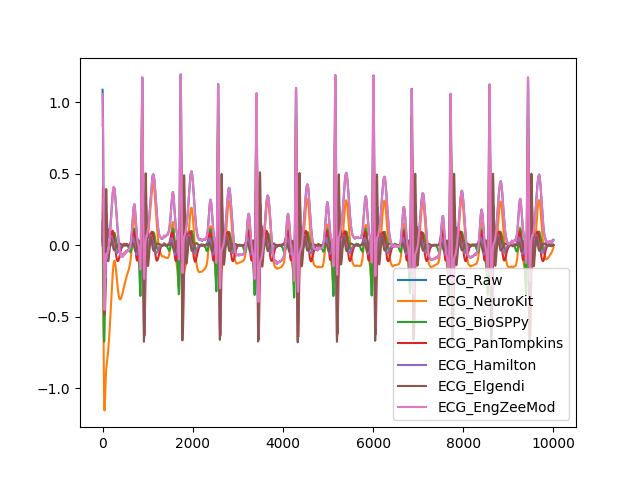 1.0
0.5
0.0
−0.5
−1.0
0
2000
4000
6000
8000
10000
ECG_Raw
ECG_NeuroKit
ECG_BioSPPy
ECG_PanTompkins
ECG_Hamilton
ECG_Elgendi
ECG_EngZeeMod